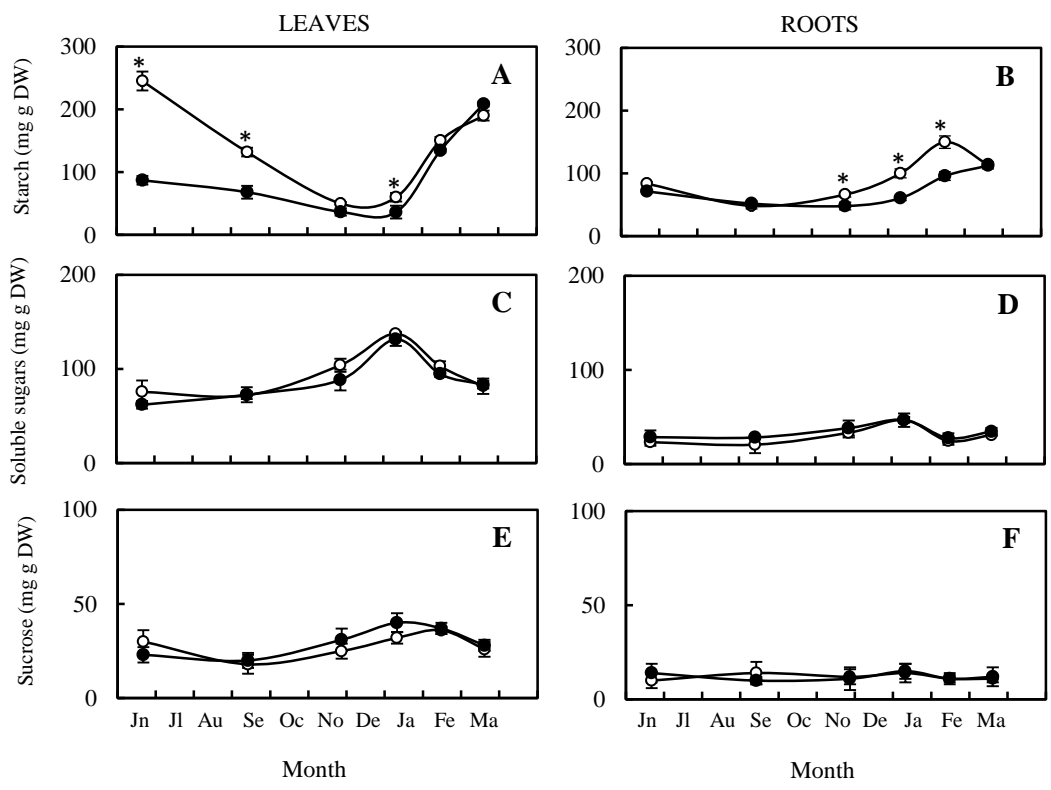 LEAVES
ROOTS
Starch (mg g DW)
300
200
100
0
*
*
*
A
300
200
100
0
*
*
*
B
Soluble sugars (mg g DW)
200
100
0
C
200
100
0
D
Sucrose (mg g DW)
100
50
0
E
100
50
0
F
Jn Jl Au Se Oc No De Ja Fe Ma
Jn Jl Au Se Oc No De Ja Fe Ma
Month
Month